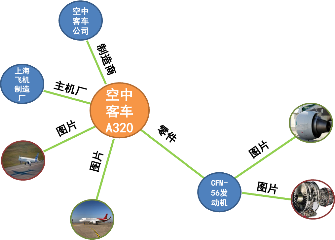 空中
客车
公司
制造商
上海
飞机
制造
厂
主机厂
空中
客车
A320
图片
图片
零件
CFM-
56发
动机
图片
图片